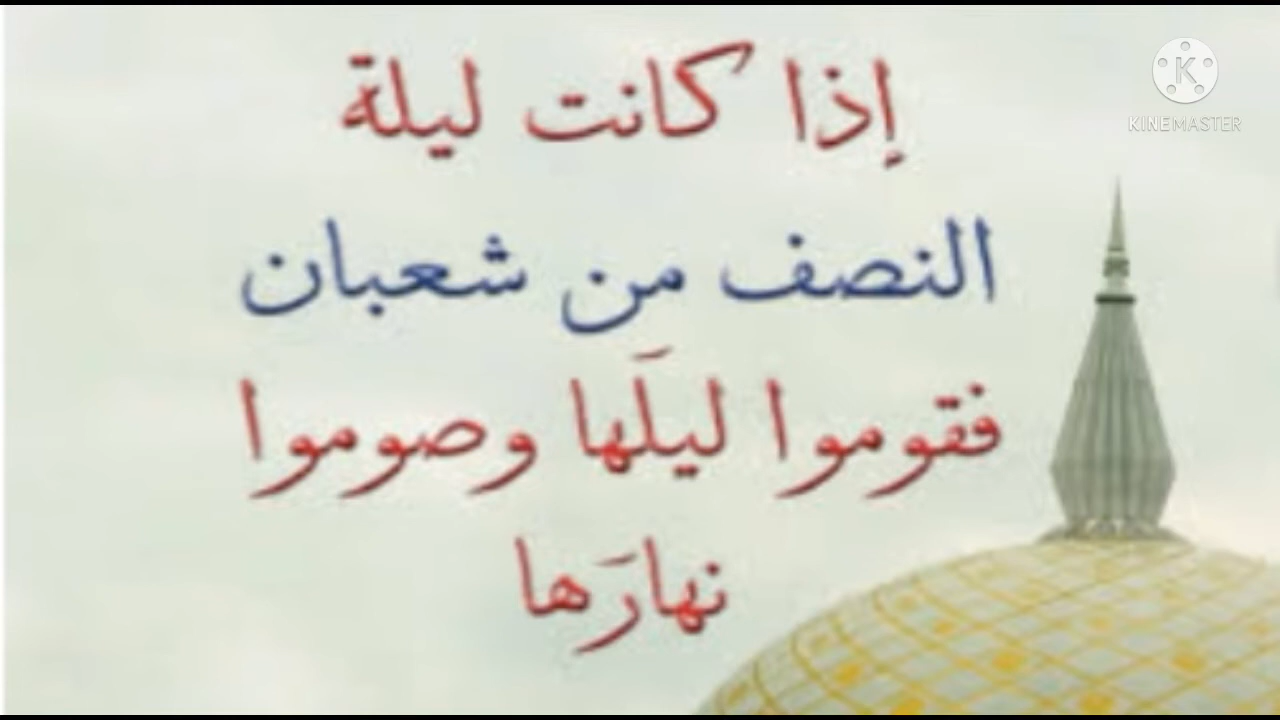 إذا كانت ليلة
النصف من شعبان
فقوموا ليلَها وصوموا
نهارَها
K
KINEMASTER